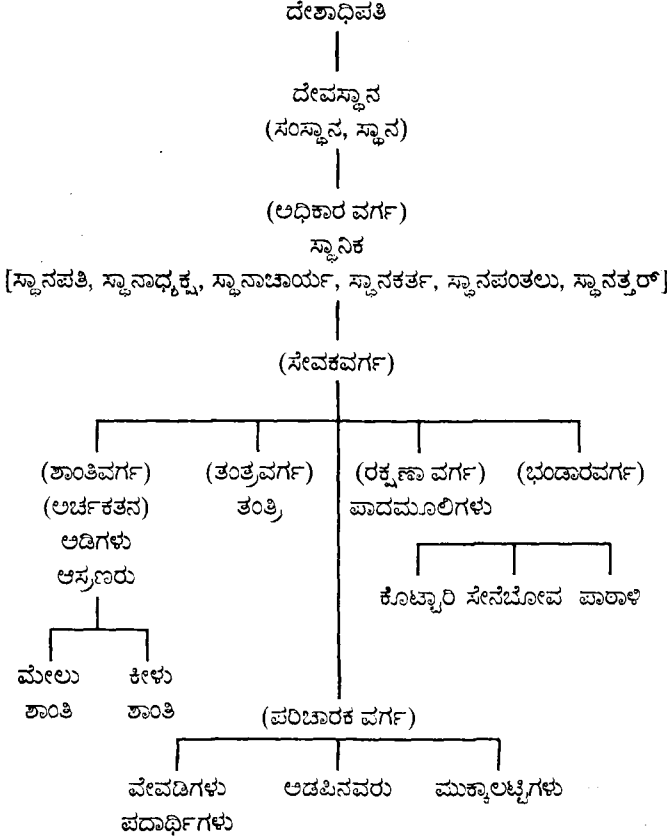 ದೇಶಾಧಿಪತಿ
ದೇವಸ್ಥಾನ
(ಸಂಸ್ಥಾನ, ಸ್ಥಾನ)
(ಅಧಿಕಾರ ವರ್ಗ)
ಸ್ಥಾನಿಕ
[ಸ್ಥಾನಪತಿ, ಸ್ಥಾನಾಧ್ಯಕ್ಷ, ಸ್ಥಾನಾಚಾರ್ಯ, ಸ್ಥಾನಕರ್ತ, ಸ್ಥಾನಪಂತಲು, ಸ್ಥಾನತ್ತರ್]
(ಸೇವಕವರ್ಗ)
(ಶಾಂತಿವರ್ಗ) (ತಂತ್ರವರ್ಗ) (ರಕ್ಷಣಾ ವರ್ಗ) (ಭಂಡಾರವರ್ಗ)
(ಅರ್ಚಕತನ) ತಂತ್ರಿ ಪಾದಮೂಲಿಗಳು
ಅಡಿಗಳು
ಆಸ್ರಣರು
ಕೊಟ್ಟಾರಿ ಸೇನೆಬೋವ ಪಾಠಾಳಿ
ಮೇಲು ಕೀಳು
ಶಾಂತಿ ಶಾಂತಿ
(ಪರಿಚಾರಕ ವರ್ಗ)
ವೇವಡಿಗಳು ಅಡಪಿನವರು ಮುಕ್ಕಾಲಟ್ಟಿಗಳು
ಪದಾರ್ಥಿಗಳು